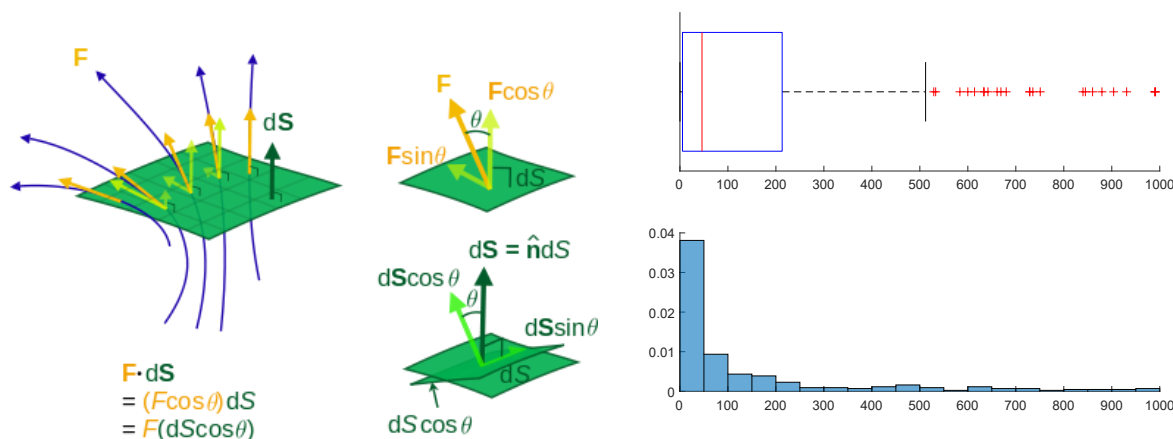 F
dS
F
Fcosθ
θ
Fsinθ
dS
dS = n̂dS
dScosθ
θ
dSsinθ
dS
dS cosθ
F·dS
= (Fcosθ)dS
= F(dScosθ)
0 100 200 300 400 500 600 700 800 900 1000
0.04
0.03
0.02
0.01
0
0 100 200 300 400 500 600 700 800 900 1000